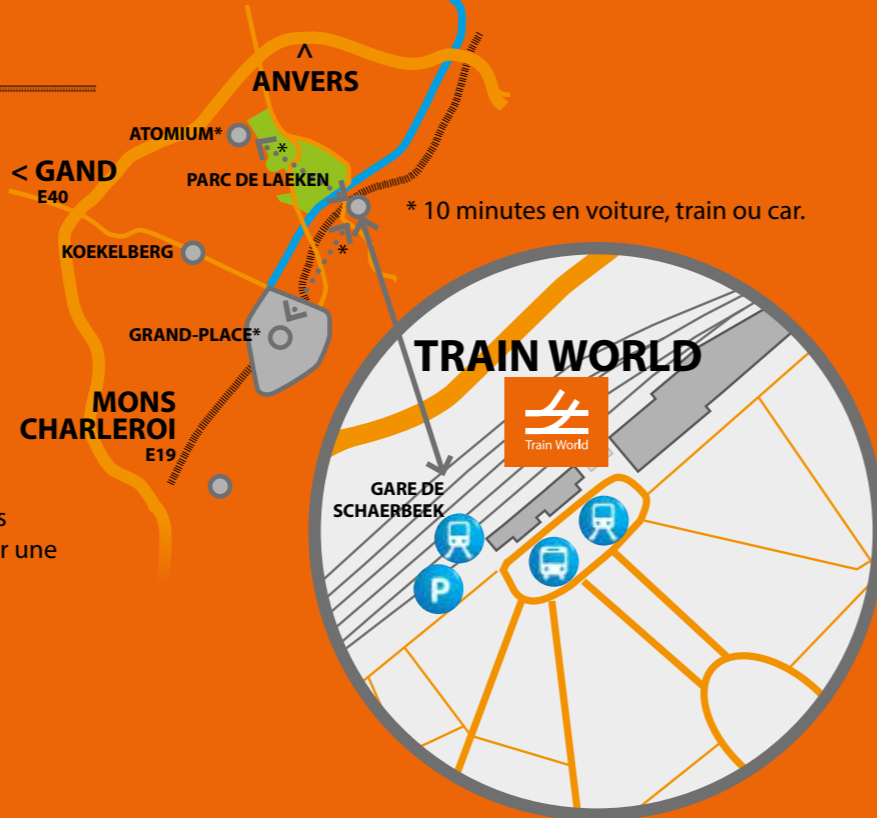 ^
ANVERS
ATOMIUM*
*
< GAND
E40
PARC DE LAEKEN
* 10 minutes en voiture, train ou car.
*
KOEKELBERG
GRAND-PLACE*
TRAIN WORLD
Train World
MONS
CHARLEROI
E19
GARE DE
SCHAERBEEK
s
r une
P